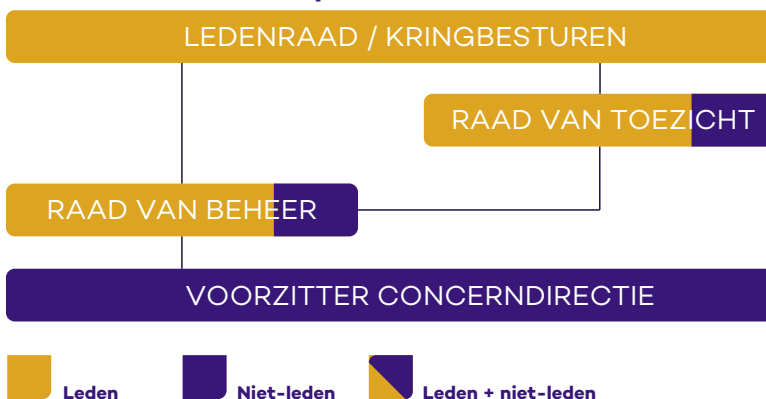 LEDENRAAD / KRINGBESTUREN
RAAD VAN TOEZICHT
RAAD VAN BEHEER
VOORZITTER CONCERNDIRECTIE
Leden
Niet-leden
Leden + niet-leden